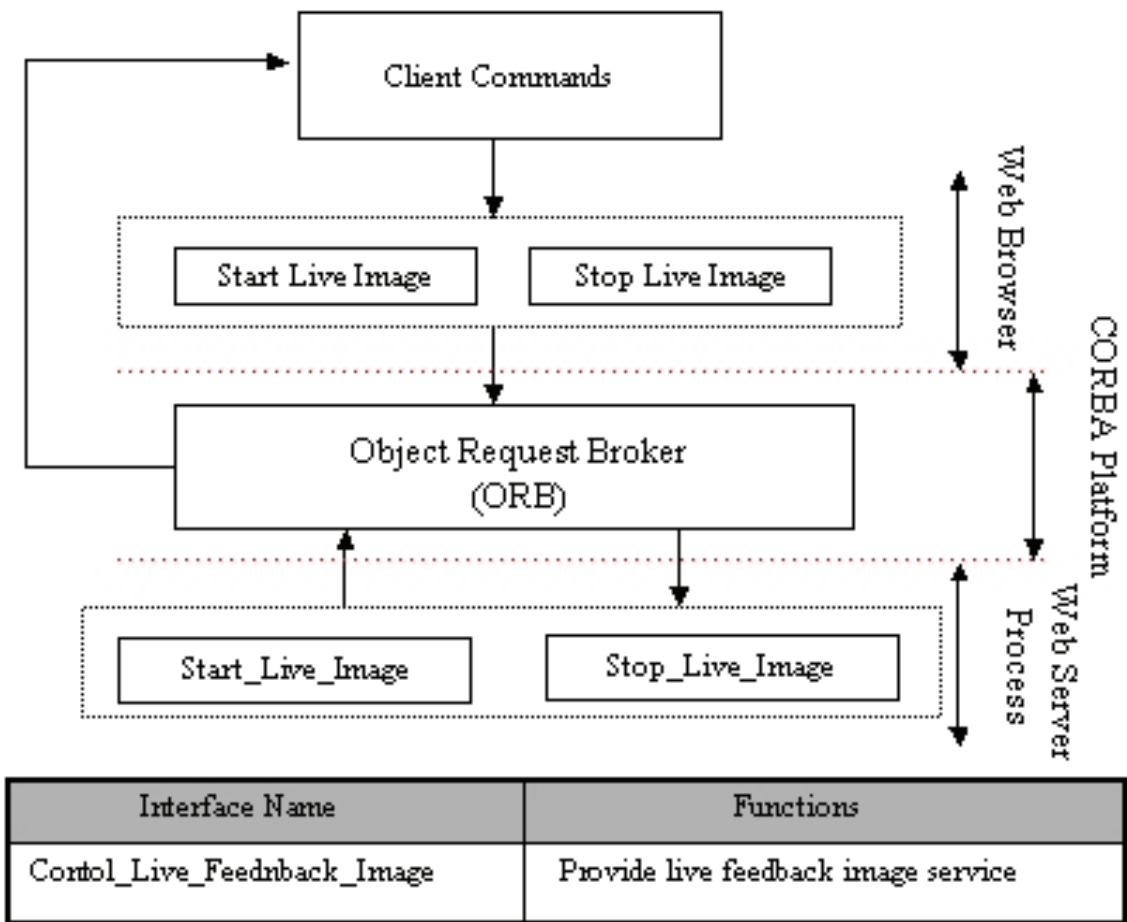 Client Commands
Start Live Image
Stop Live Image
Web Browser
Object Request Broker
(ORB)
CORBA Platform
Start_Live_Image
Stop_Live_Image
Web Server
Process
Interface Name
Functions
Contol_Live_Feednback_Image
Provide live feedback image service